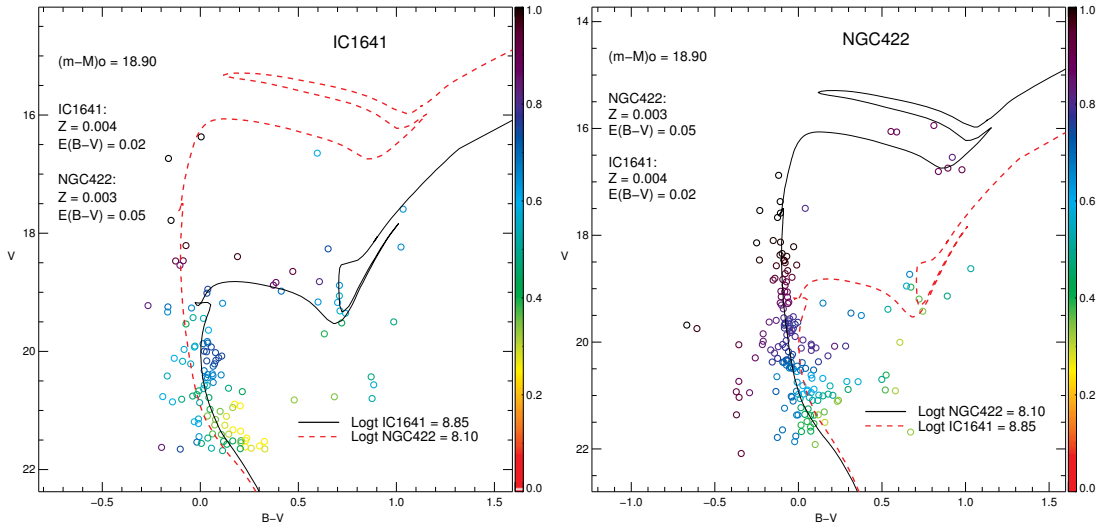 IC1641
(m−M)o = 18.90
IC1641:
Z = 0.004
E(B−V) = 0.02
NGC422:
Z = 0.003
E(B−V) = 0.05
Logt IC1641 = 8.85
Logt NGC422 = 8.10
16
18
20
22
V
−0.5
0.0
0.5
1.0
1.5
B−V
1.0
0.8
0.6
0.4
0.2
0.0
NGC422
(m−M)o = 18.90
NGC422:
Z = 0.003
E(B−V) = 0.05
IC1641:
Z = 0.004
E(B−V) = 0.02
Logt NGC422 = 8.10
Logt IC1641 = 8.85
14
16
18
20
22
V
−1.0
−0.5
0.0
0.5
1.0
1.5
B−V
1.0
0.8
0.6
0.4
0.2
0.0